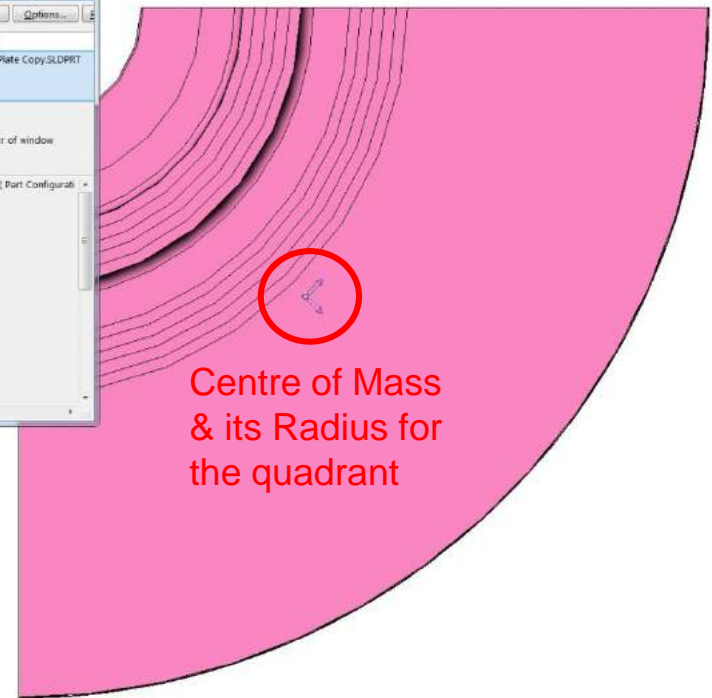 Options...
Plate Copy.SLDPRT
r of window
( Part Configurati
Centre of Mass
& its Radius for
the quadrant